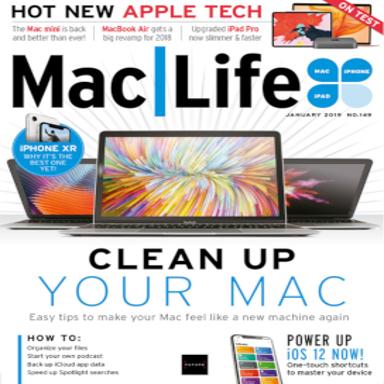 HOT NEW APPLE TECH
ON TEST
The Mac mini is back
and better than ever!
MacBook Air gets a
big revamp for 2018
Upgraded iPad Pro
now slimmer & faster
Mac|Life
MAC
IPHONE
IPAD
JANUARY 2019 NO.149
iPHONE XR
WHY IT'S THE
BEST ONE
YET!
CLEAN UP
YOUR MAC
Easy tips to make your Mac feel like a new machine again
HOW TO:
Organize your files
Start your own podcast
Back up iCloud app data
Speed up Spotlight searches
FUTURE
POWER UP
iOS 12 NOW!
One-touch shortcuts
to master your device